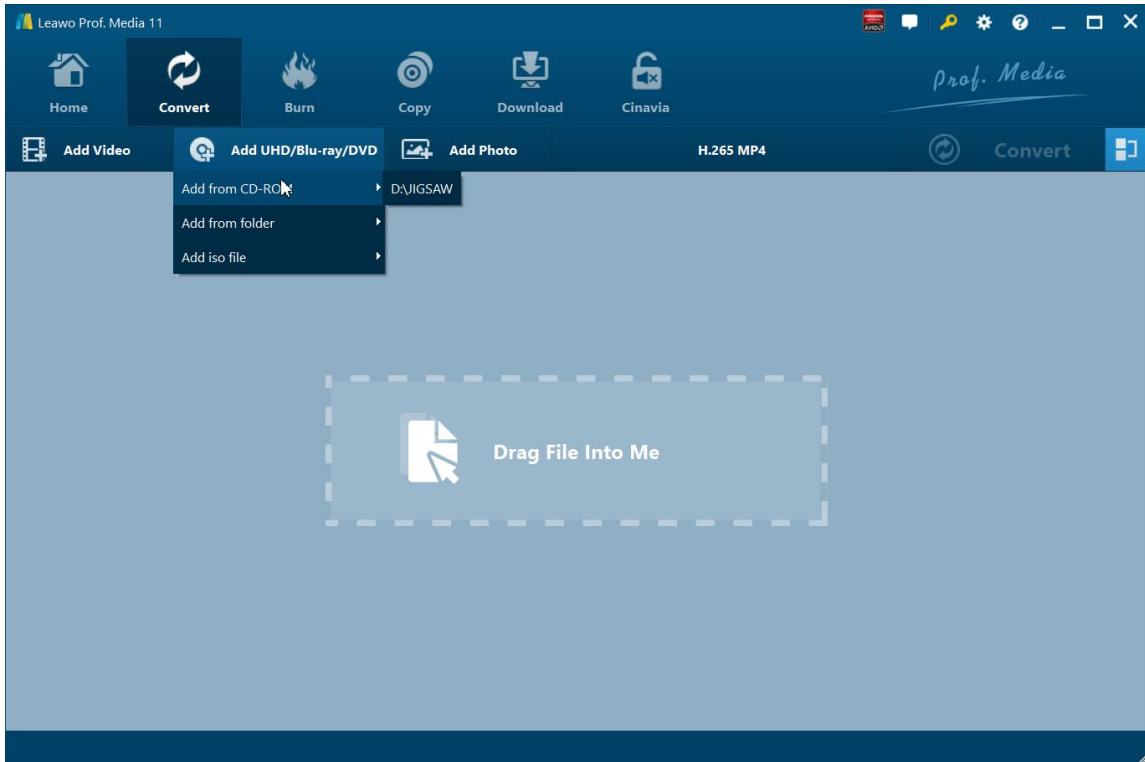 Leawo Prof. Media 11
Home Convert Burn Copy Download Cinavia
Prof. Media
Add Video Add UHD/Blu-ray/DVD Add Photo H.265 MP4 Convert
Add from CD-ROM D:\JIGSAW
Add from folder
Add iso file
Drag File Into Me